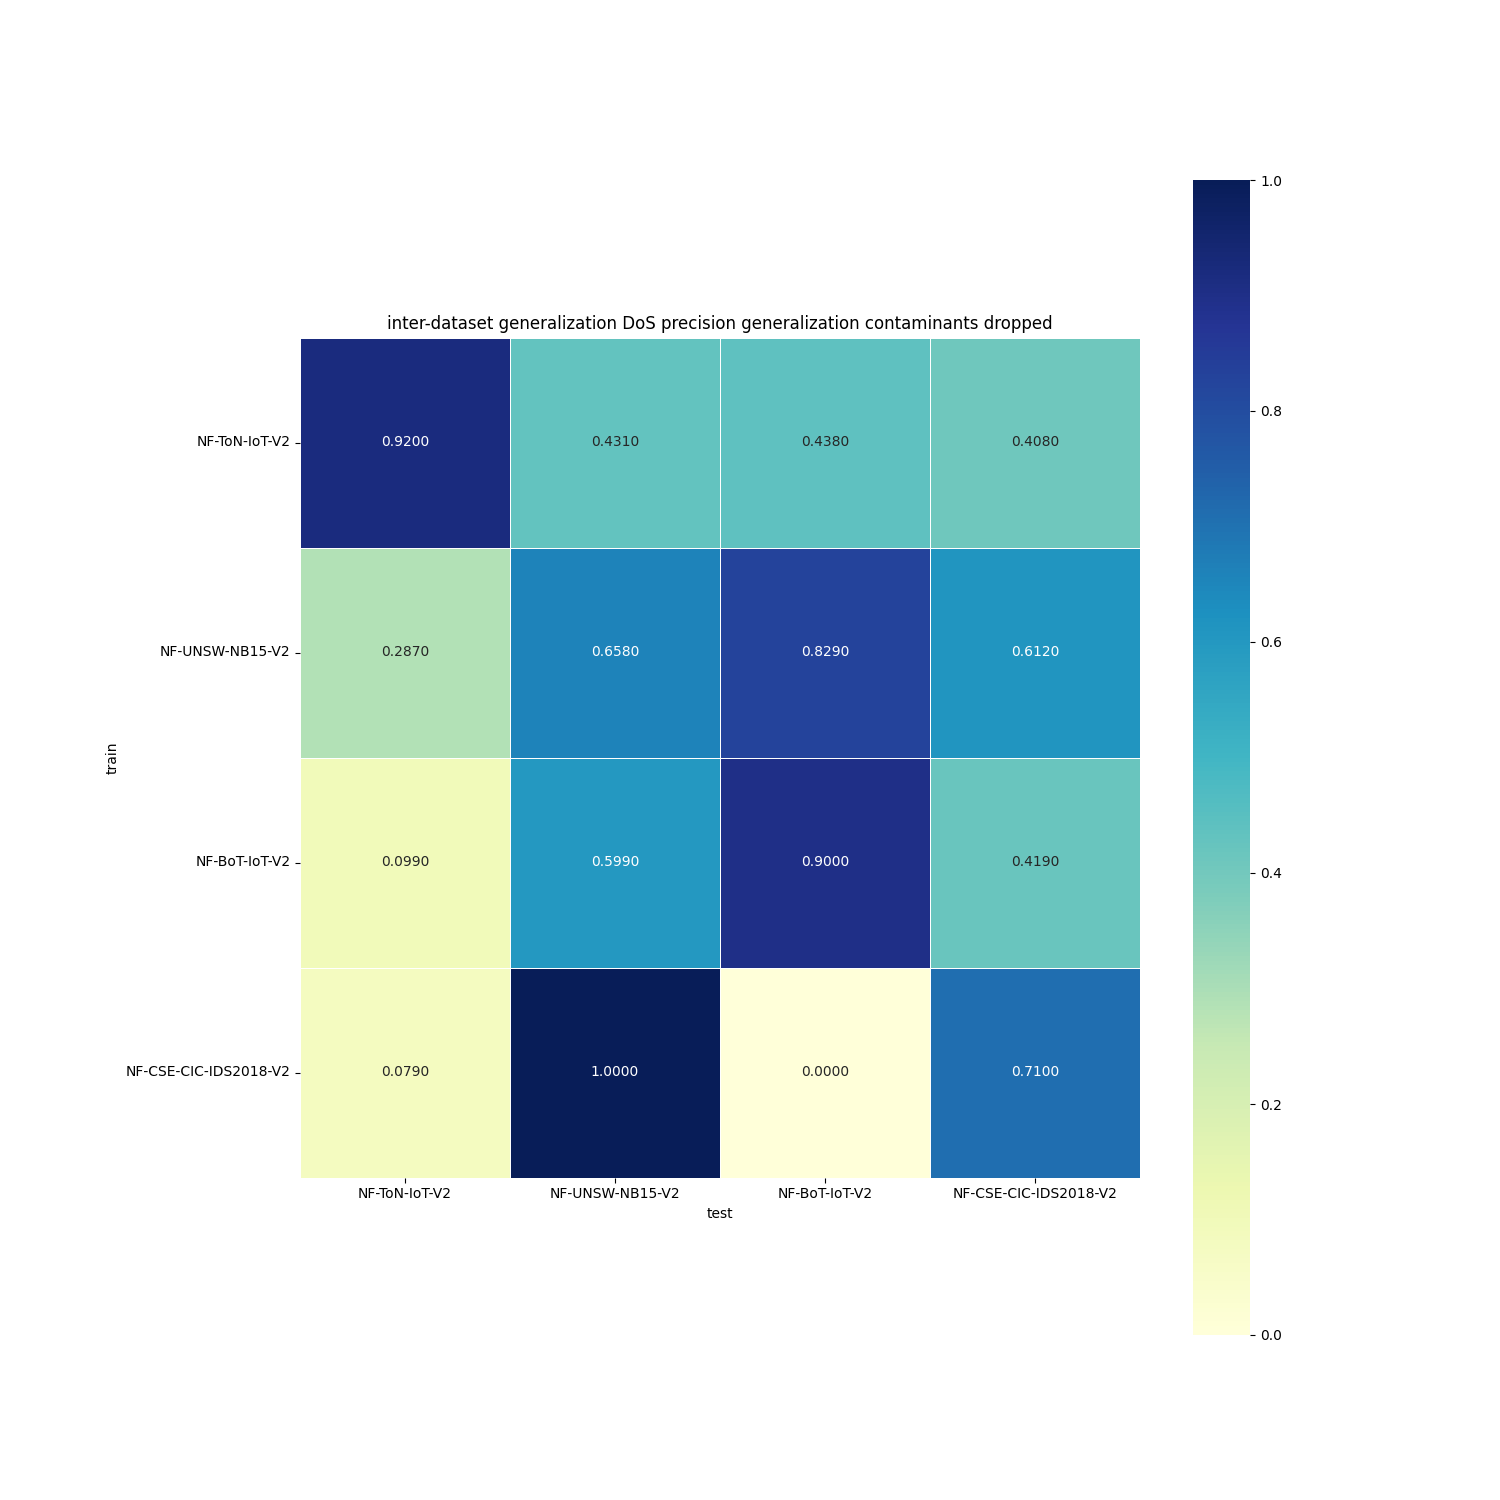 inter-dataset generalization DoS precision generalization contaminants dropped
train
NF-ToN-IoT-V2
0.9200 0.4310 0.4380 0.4080
NF-UNSW-NB15-V2
0.2870 0.6580 0.8290 0.6120
NF-BoT-IoT-V2
0.0990 0.5990 0.9000 0.4190
NF-CSE-CIC-IDS2018-V2
0.0790 1.0000 0.0000 0.7100
NF-ToN-IoT-V2 NF-UNSW-NB15-V2 NF-BoT-IoT-V2 NF-CSE-CIC-IDS2018-V2
test
1.0
0.8
0.6
0.4
0.2
0.0